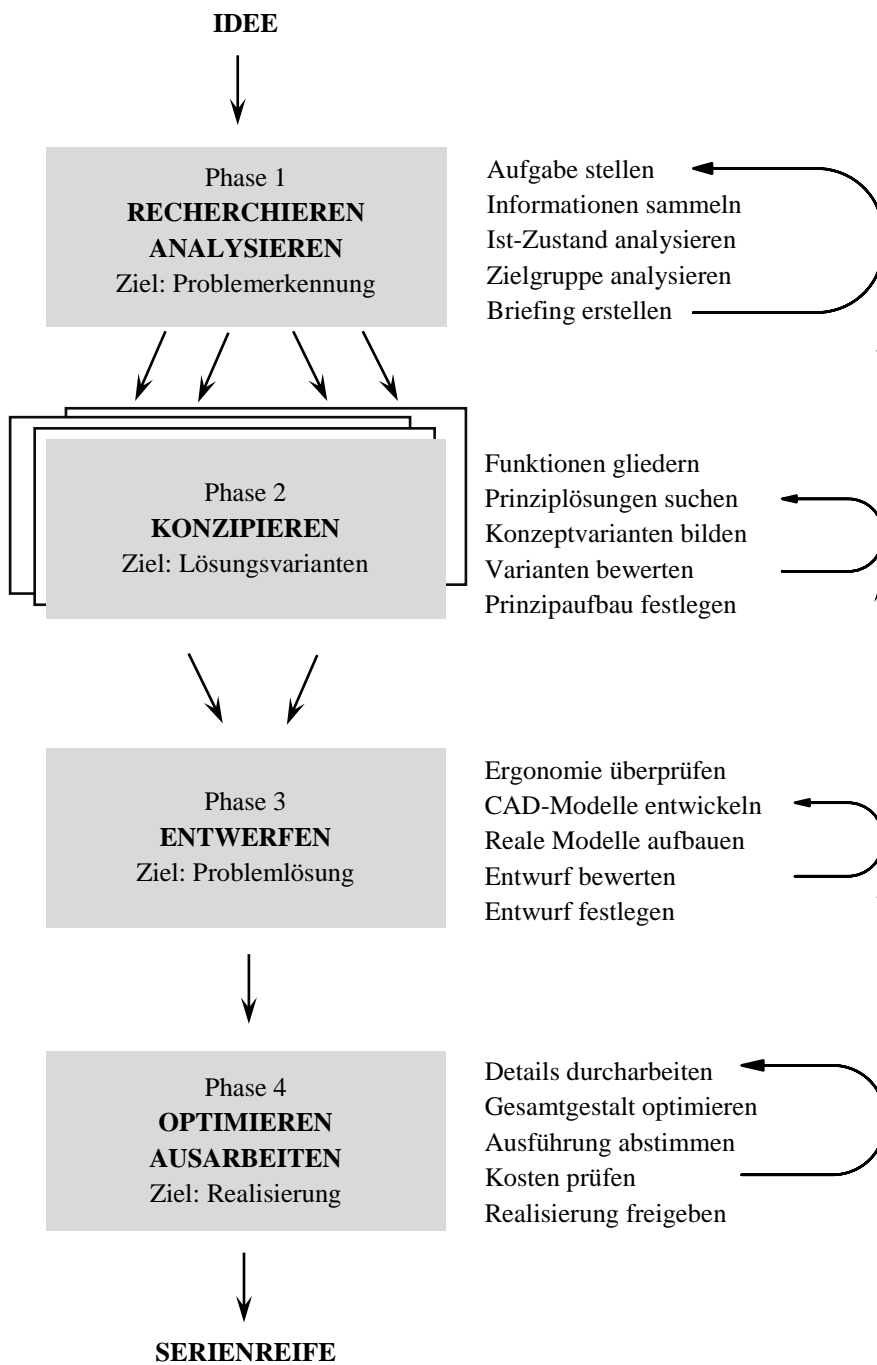 IDEE
Phase 1
RECHERCHIEREN
ANALYSIEREN
Ziel: Problemerkennung
Aufgabe stellen
Informationen sammeln
Ist-Zustand analysieren
Zielgruppe analysieren
Briefing erstellen
Phase 2
KONZIPIEREN
Ziel: Lösungsvarianten
Funktionen gliedern
Prinziplösungen suchen
Konzeptvarianten bilden
Varianten bewerten
Prinzipaufbau festlegen
Phase 3
ENTWERFEN
Ziel: Problemlösung
Ergonomie überprüfen
CAD-Modelle entwickeln
Reale Modelle aufbauen
Entwurf bewerten
Entwurf festlegen
Phase 4
OPTIMIEREN
AUSARBEITEN
Ziel: Realisierung
Details durcharbeiten
Gesamtgestalt optimieren
Ausführung abstimmen
Kosten prüfen
Realisierung freigeben
SERIENREIFE